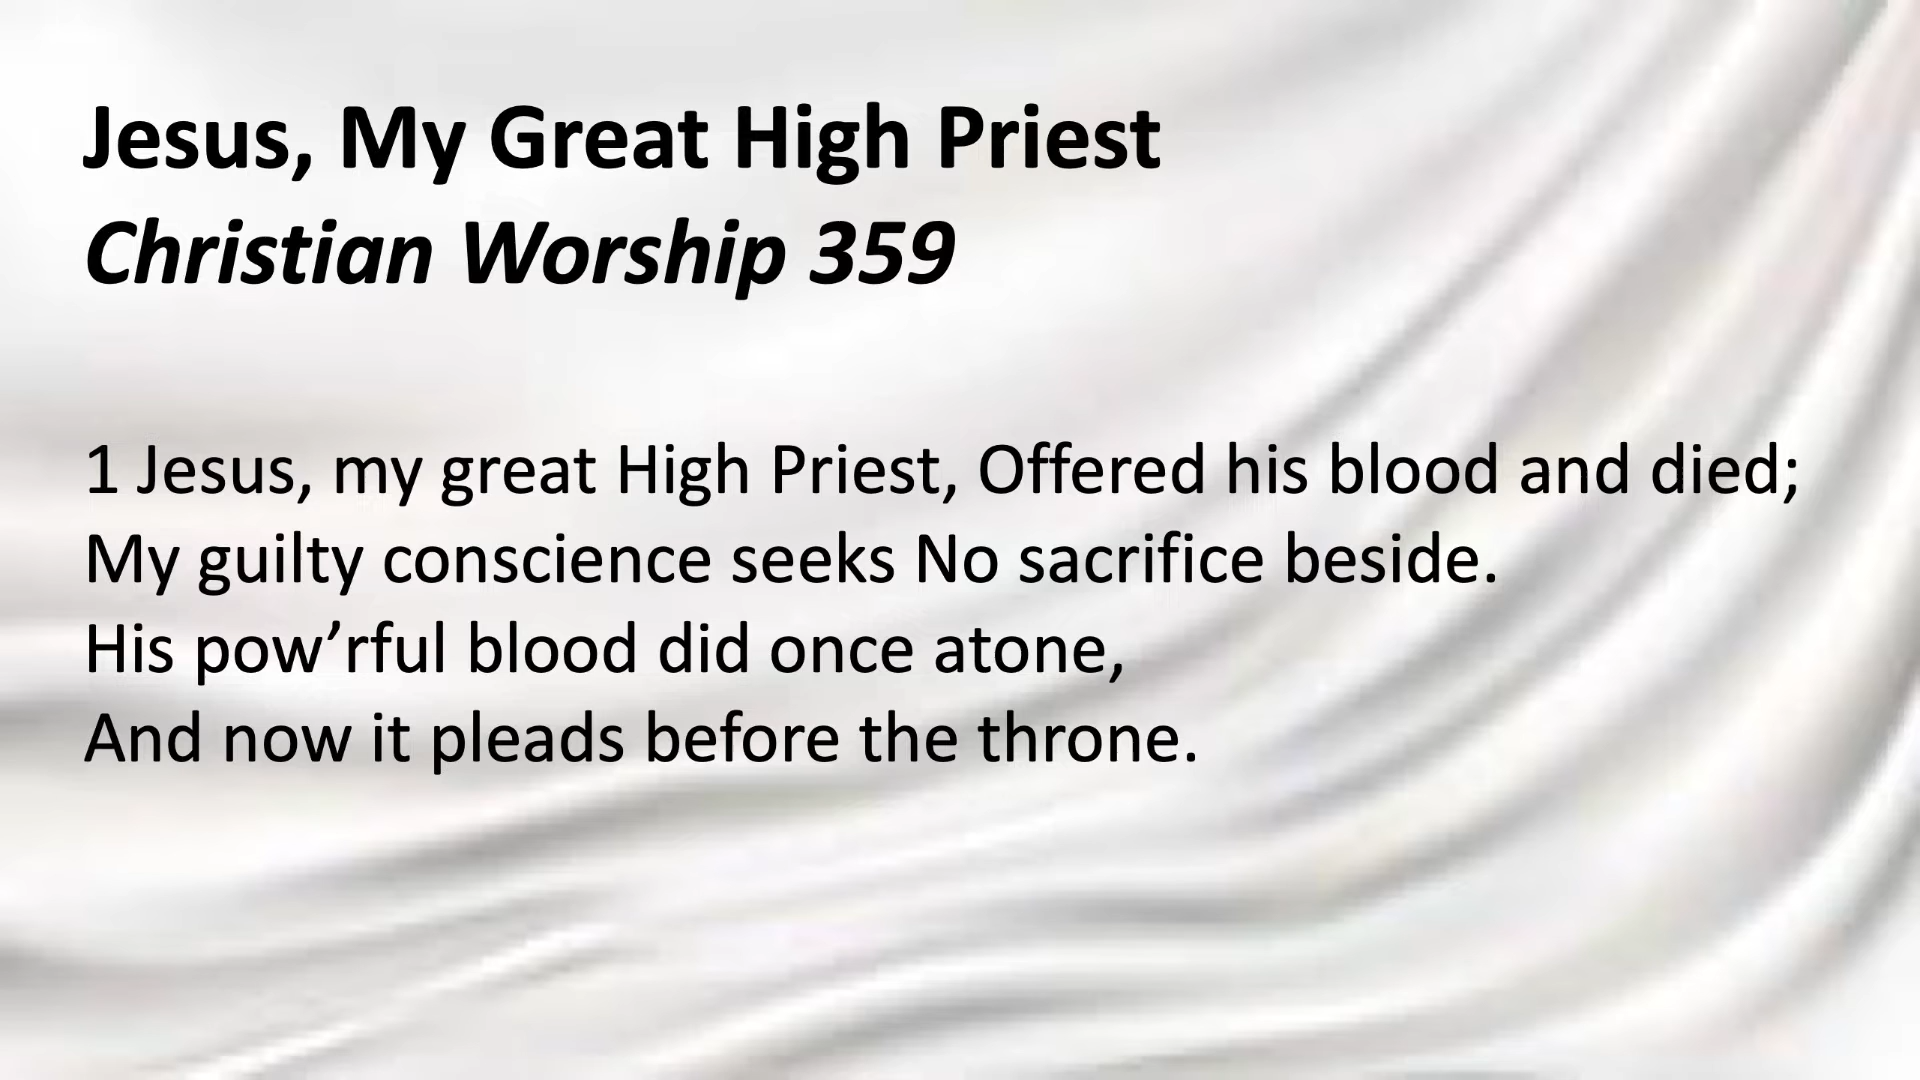 Jesus, My Great High Priest
Christian Worship 359
1 Jesus, my great High Priest, Offered his blood and died;
My guilty conscience seeks No sacrifice beside.
His pow’rful blood did once atone,
And now it pleads before the throne.